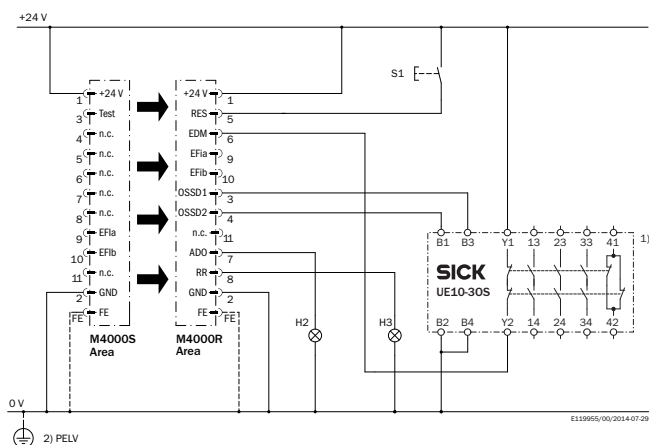 +24 V
S1
1 +24 V
3 Test
4 n.c.
5 n.c.
6 n.c.
7 n.c.
8 n.c.
9 EFIa
10 EFIb
11 n.c.
2 GND
FE FE
M4000S
Area
+24 V 1
RES 5
EDM 6
EFia 9
EFib 10
OSSD1 3
OSSD2 4
n.c. 11
ADO 7
RR 8
GND 2
FE FE
M4000R
Area
H2
H3
B1 B3 Y1 13 23 33 41
1)
SICK
UE10-30S
B2 B4 Y2 14 24 34 42
0 V
E119955/00/2014-07-29
2) PELV